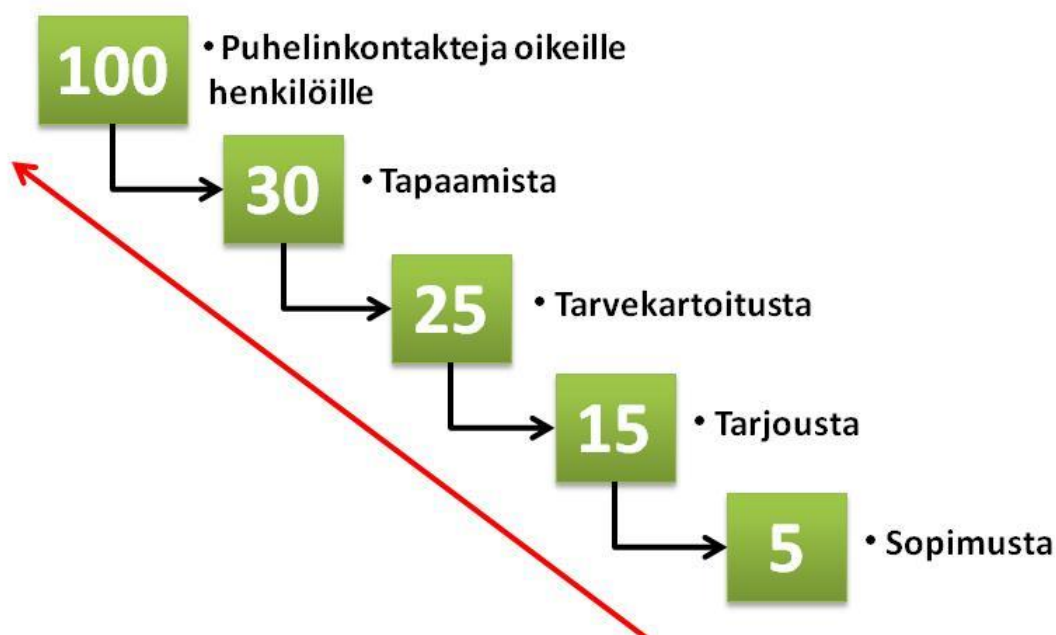 100
• Puhelinkontakteja oikeille
henkilöille
30
• Tapaamista
25
• Tarvekartoitusta
15
• Tarjousta
5
• Sopimusta